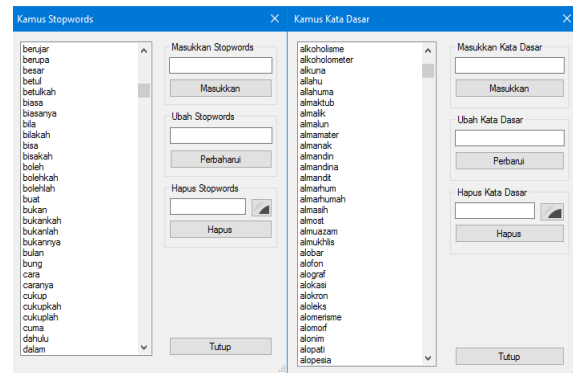 Kamus Stopwords
berujar
berupa
besar
betul
betulkah
biasa
biasanya
bila
bilakah
bisa
bisakah
boleh
bolehkah
bolehlah
buat
bukan
bukankah
bukanlah
bukannya
bulan
bung
cara
caranya
cukup
cukupkah
cukuplah
cuma
dahulu
dalam
Masukkan Stopwords
Masukkan
Ubah Stopwords
Perbaharui
Hapus Stopwords
Hapus
Tutup
Kamus Kata Dasar
alkoholisme
alkoholometer
alkuna
allahu
allahuma
almaktub
almalik
almalun
almamater
almanak
almandin
almandina
almandit
almarhum
almarhumah
almasih
almost
almuazam
almukhlis
alobar
alofon
alograf
alokasi
alokron
aloleks
alomerisme
alomorf
alonim
alopati
alopesia
Masukkan Kata Dasar
Masukkan
Ubah Kata Dasar
Perbarui
Hapus Kata Dasar
Hapus
Tutup